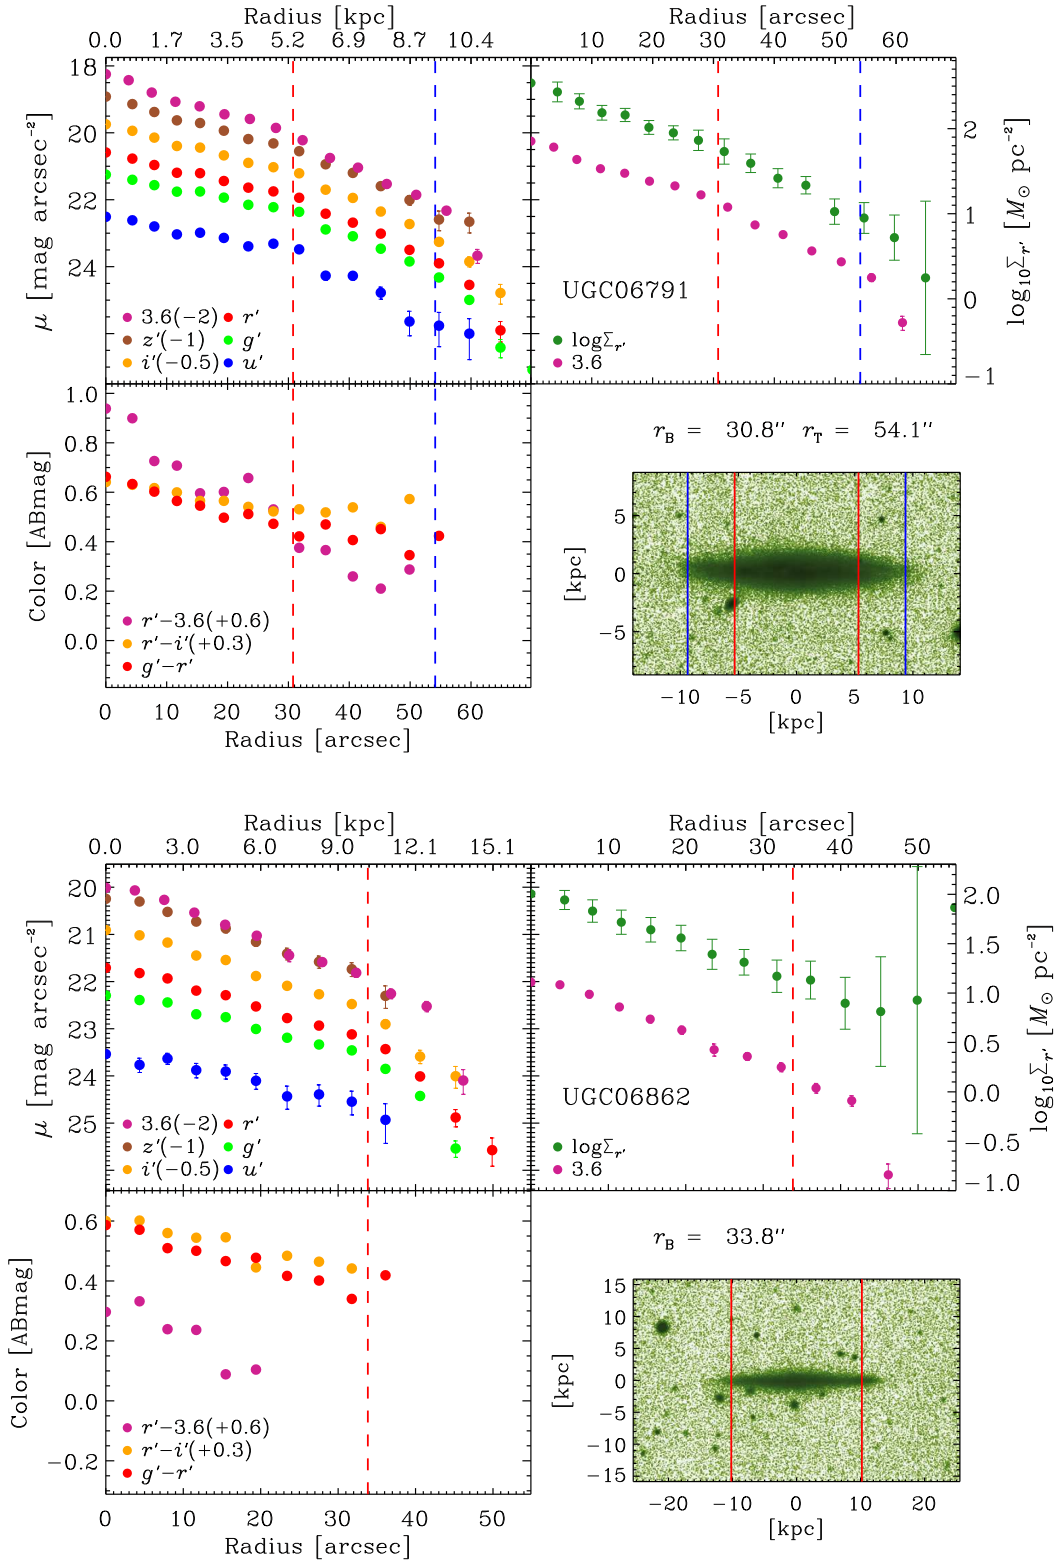 Radius [kpc]
0.0 1.7 3.5 5.2 6.9 8.7 10.4
Radius [arcsec]
10 20 30 40 50 60
18
20
22
24
μ [mag arcsec⁻²]
3.6(−2) r′
z′(−1) g′
i′(−0.5) u′
UGC06791
logΣr′
3.6
2
1
0
−1
log₁₀Σr′ [M⊙ pc⁻²]
1.0
0.8
0.6
0.4
0.2
0.0
Color [ABmag]
r′−3.6(+0.6)
r′−i′(+0.3)
g′−r′
0 10 20 30 40 50 60
Radius [arcsec]
rB = 30.8″ rT = 54.1″
5
0
−5
[kpc]
−10 −5 0 5 10
[kpc]
Radius [kpc]
0.0 3.0 6.0 9.0 12.1 15.1
Radius [arcsec]
10 20 30 40 50
20
21
22
23
24
25
μ [mag arcsec⁻²]
3.6(−2) r′
z′(−1) g′
i′(−0.5) u′
UGC06862
logΣr′
3.6
2.0
1.5
1.0
0.5
0.0
−0.5
−1.0
log₁₀Σr′ [M⊙ pc⁻²]
0.6
0.4
0.2
0.0
−0.2
Color [ABmag]
r′−3.6(+0.6)
r′−i′(+0.3)
g′−r′
0 10 20 30 40 50
Radius [arcsec]
rB = 33.8″
15
10
5
0
−5
−10
−15
[kpc]
−20 −10 0 10 20
[kpc]